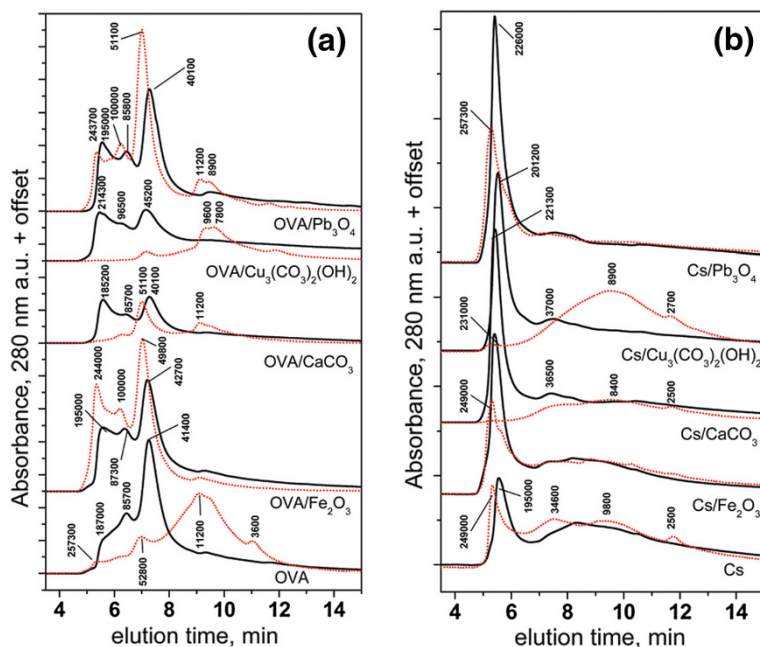 (a)
Absorbance, 280 nm a.u. + offset
51100
40100
243700
195000
100000
85800
11200
8900
OVA/Pb3O4
214300
96500
45200
9600
7800
OVA/Cu3(CO3)2(OH)2
185200
85700
51100
40100
11200
OVA/CaCO3
244000
100000
49800
42700
195000
87300
41400
OVA/Fe2O3
257300
187000
85700
52800
11200
3600
OVA
4 6 8 10 12 14
elution time, min
(b)
Absorbance, 280 nm a.u. + offset
226000
257300
201200
221300
Cs/Pb3O4
231000
37000
8900
2700
Cs/Cu3(CO3)2(OH)2
249000
36500
8400
2500
Cs/CaCO3
Cs/Fe2O3
249000
195000
34600
9800
2500
Cs
4 6 8 10 12 14
elution time, min